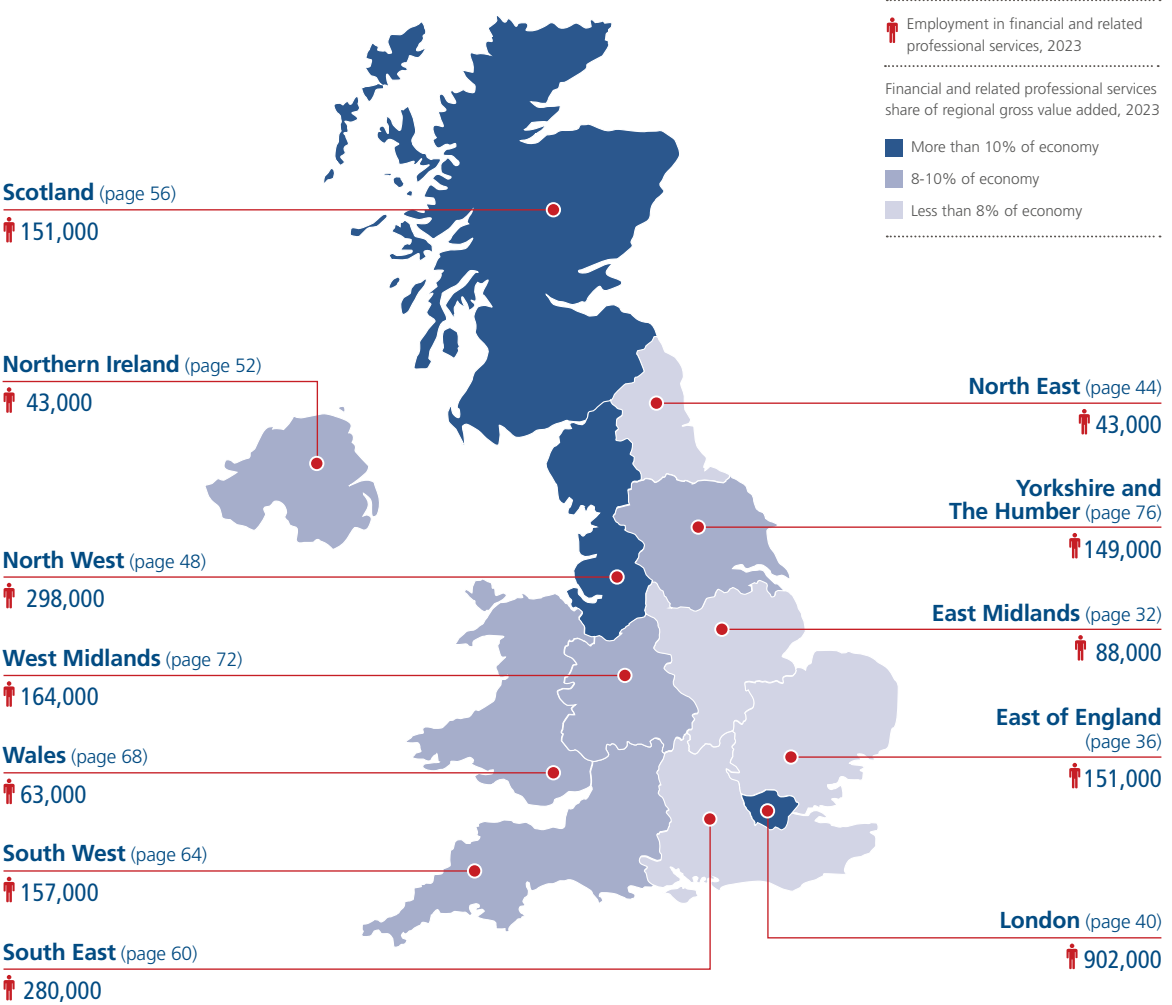 Employment in financial and related
professional services, 2023
Financial and related professional services
share of regional gross value added, 2023
More than 10% of economy
8-10% of economy
Less than 8% of economy
Scotland (page 56)
151,000
Northern Ireland (page 52)
43,000
North West (page 48)
298,000
West Midlands (page 72)
164,000
Wales (page 68)
63,000
South West (page 64)
157,000
South East (page 60)
280,000
North East (page 44)
43,000
Yorkshire and
The Humber (page 76)
149,000
East Midlands (page 32)
88,000
East of England
(page 36)
151,000
London (page 40)
902,000